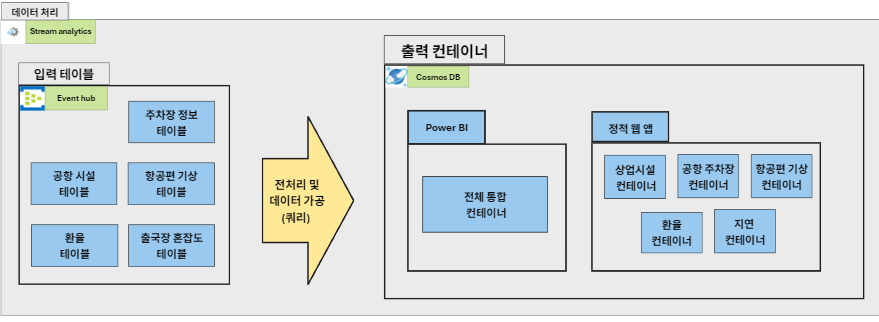 데이터 처리
Stream analytics
입력 테이블
Event hub
주차장 정보
테이블
공항 시설
테이블
항공편 기상
테이블
환율
테이블
출국장 혼잡도
테이블
전처리 및
데이터 가공
(쿼리)
출력 컨테이너
Cosmos DB
Power BI
전체 통합
컨테이너
정적 웹 앱
상업시설
컨테이너
공항 주차장
컨테이너
항공편 기상
컨테이너
환율
컨테이너
지연
컨테이너